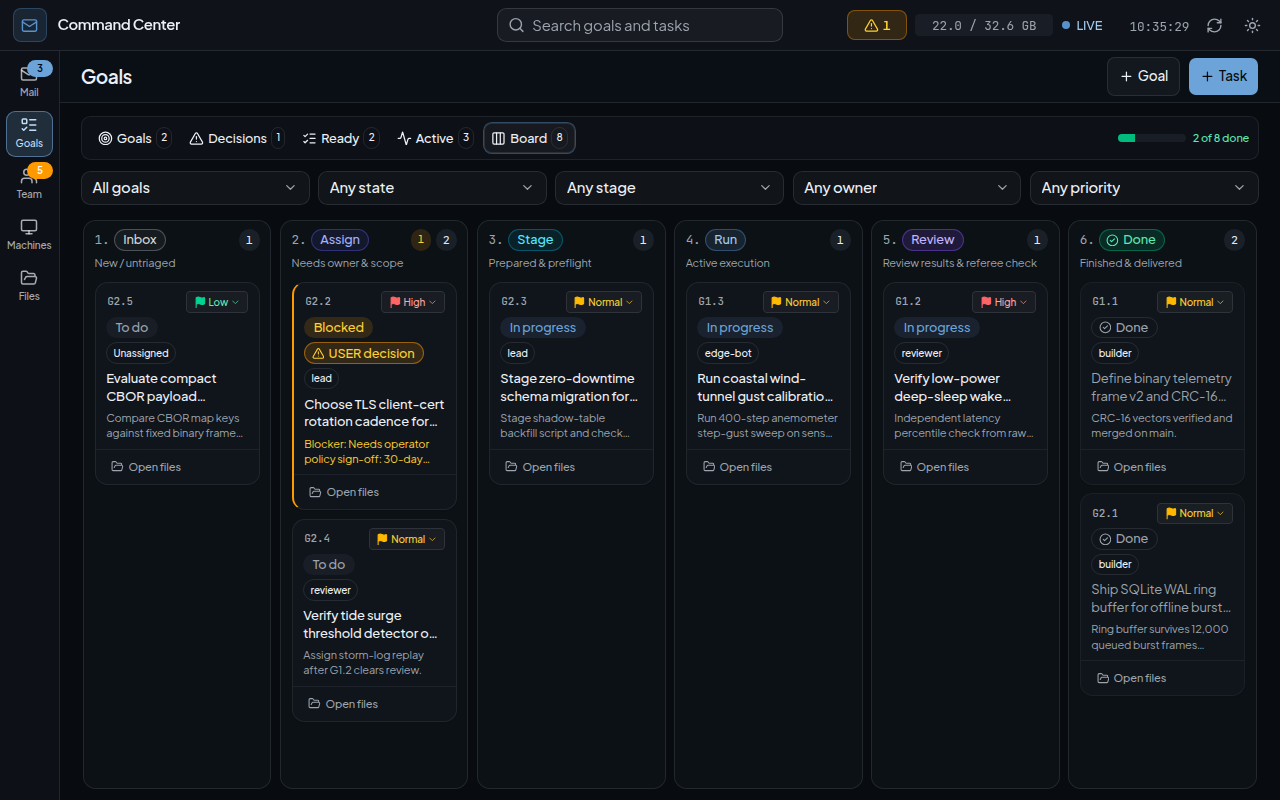 Command Center
Search goals and tasks
1
22.0 / 32.6 GB
LIVE
10:35:29
3
Mail
Goals
5
Team
Machines
Files
Goals
+ Goal
+ Task
Goals 2
Decisions 1
Ready 2
Active 3
Board 8
2 of 8 done
All goals
Any state
Any stage
Any owner
Any priority
1. Inbox 1
New / untriaged
G2.5 Low
To do
Unassigned
Evaluate compact
CBOR payload…
Compare CBOR map keys
against fixed binary frame…
Open files
2. Assign 1 2
Needs owner & scope
G2.2 High
Blocked
USER decision
lead
Choose TLS client-cert
rotation cadence for…
Blocker: Needs operator
policy sign-off: 30-day…
Open files
G2.4 Normal
To do
reviewer
Verify tide surge
threshold detector o…
Assign storm-log replay
after G1.2 clears review.
Open files
3. Stage 1
Prepared & preflight
G2.3 Normal
In progress
lead
Stage zero-downtime
schema migration for…
Stage shadow-table
backfill script and check…
Open files
4. Run 1
Active execution
G1.3 Normal
In progress
edge-bot
Run coastal wind-
tunnel gust calibratio…
Run 400-step anemometer
step-gust sweep on sens…
Open files
5. Review 1
Review results & referee check
G1.2 High
In progress
reviewer
Verify low-power
deep-sleep wake…
Independent latency
percentile check from raw…
Open files
6. Done 2
Finished & delivered
G1.1 Normal
Done
builder
Define binary telemetry
frame v2 and CRC-16…
CRC-16 vectors verified and
merged on main.
Open files
G2.1 Normal
Done
builder
Ship SQLite WAL ring
buffer for offline burst…
Ring buffer survives 12,000
queued burst frames…
Open files